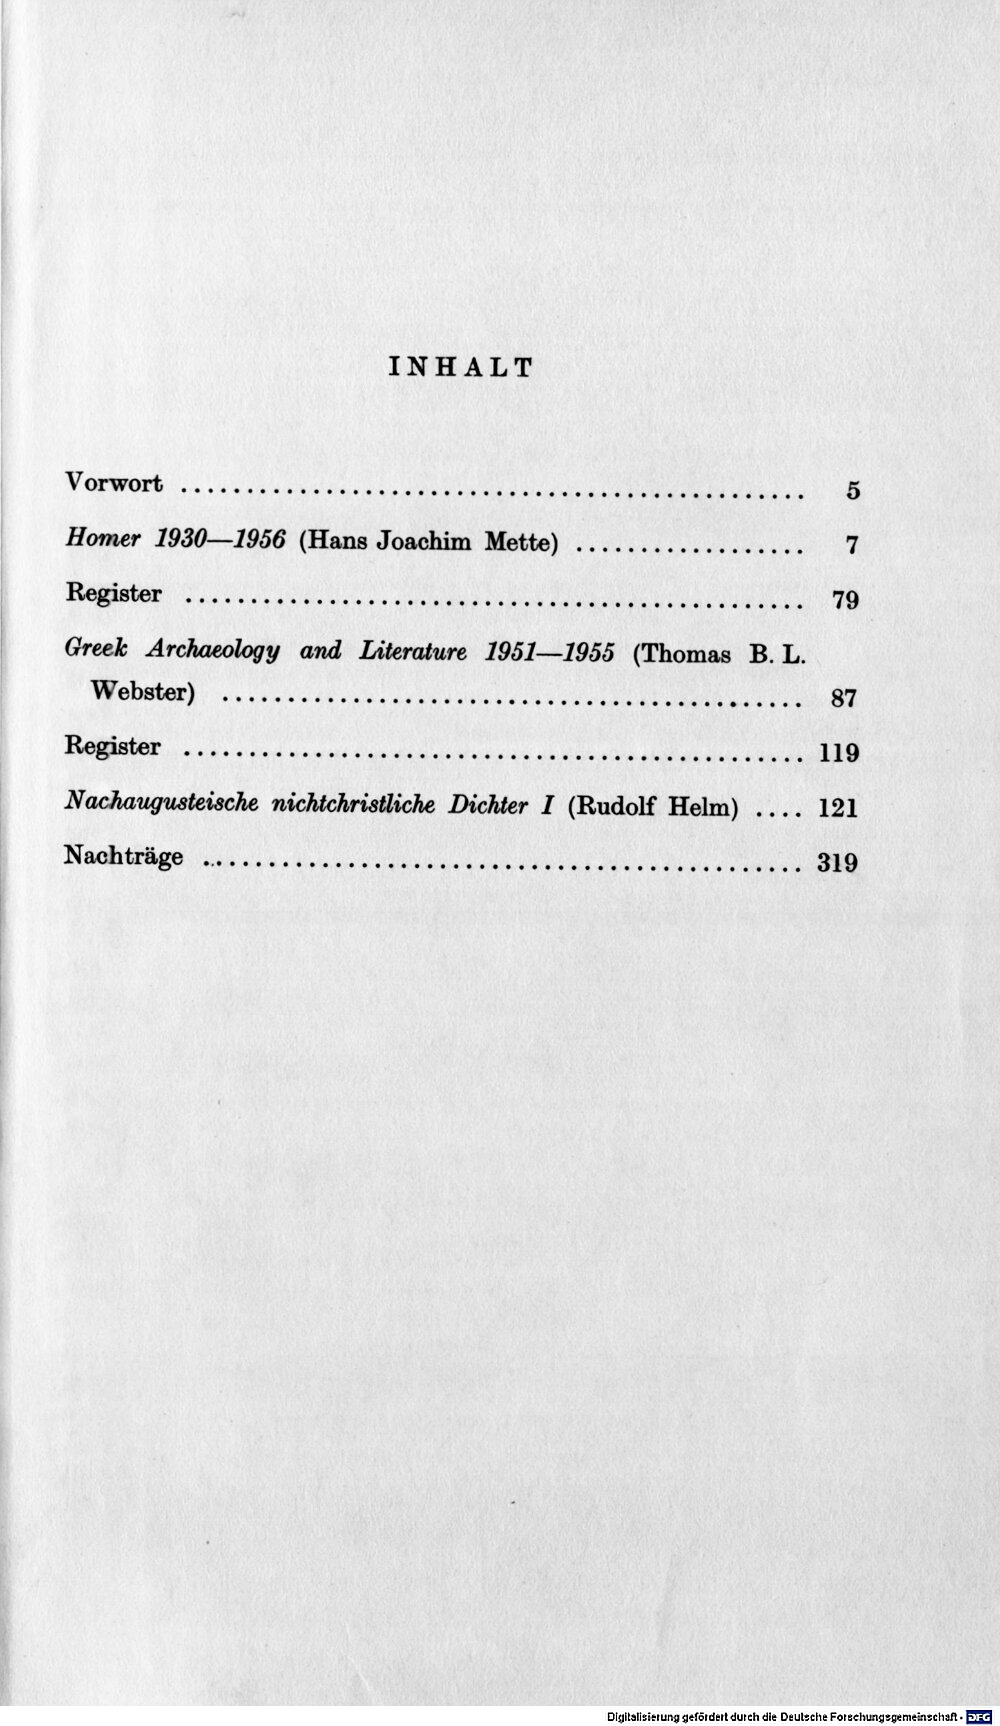 INHALT
Vorwort ................................................ 5
Homer 1930—1956 (Hans Joachim Mette) .................. 7
Register ................................................ 79
Greek Archaeology and Literature 1951—1955 (Thomas B. L.
Webster) ............................................. 87
Register ................................................ 119
Nachaugusteische nichtchristliche Dichter I (Rudolf Helm) .... 121
Nachträge .............................................. 319
Digitalisierung gefördert durch die Deutsche Forschungsgemeinschaft - DFG